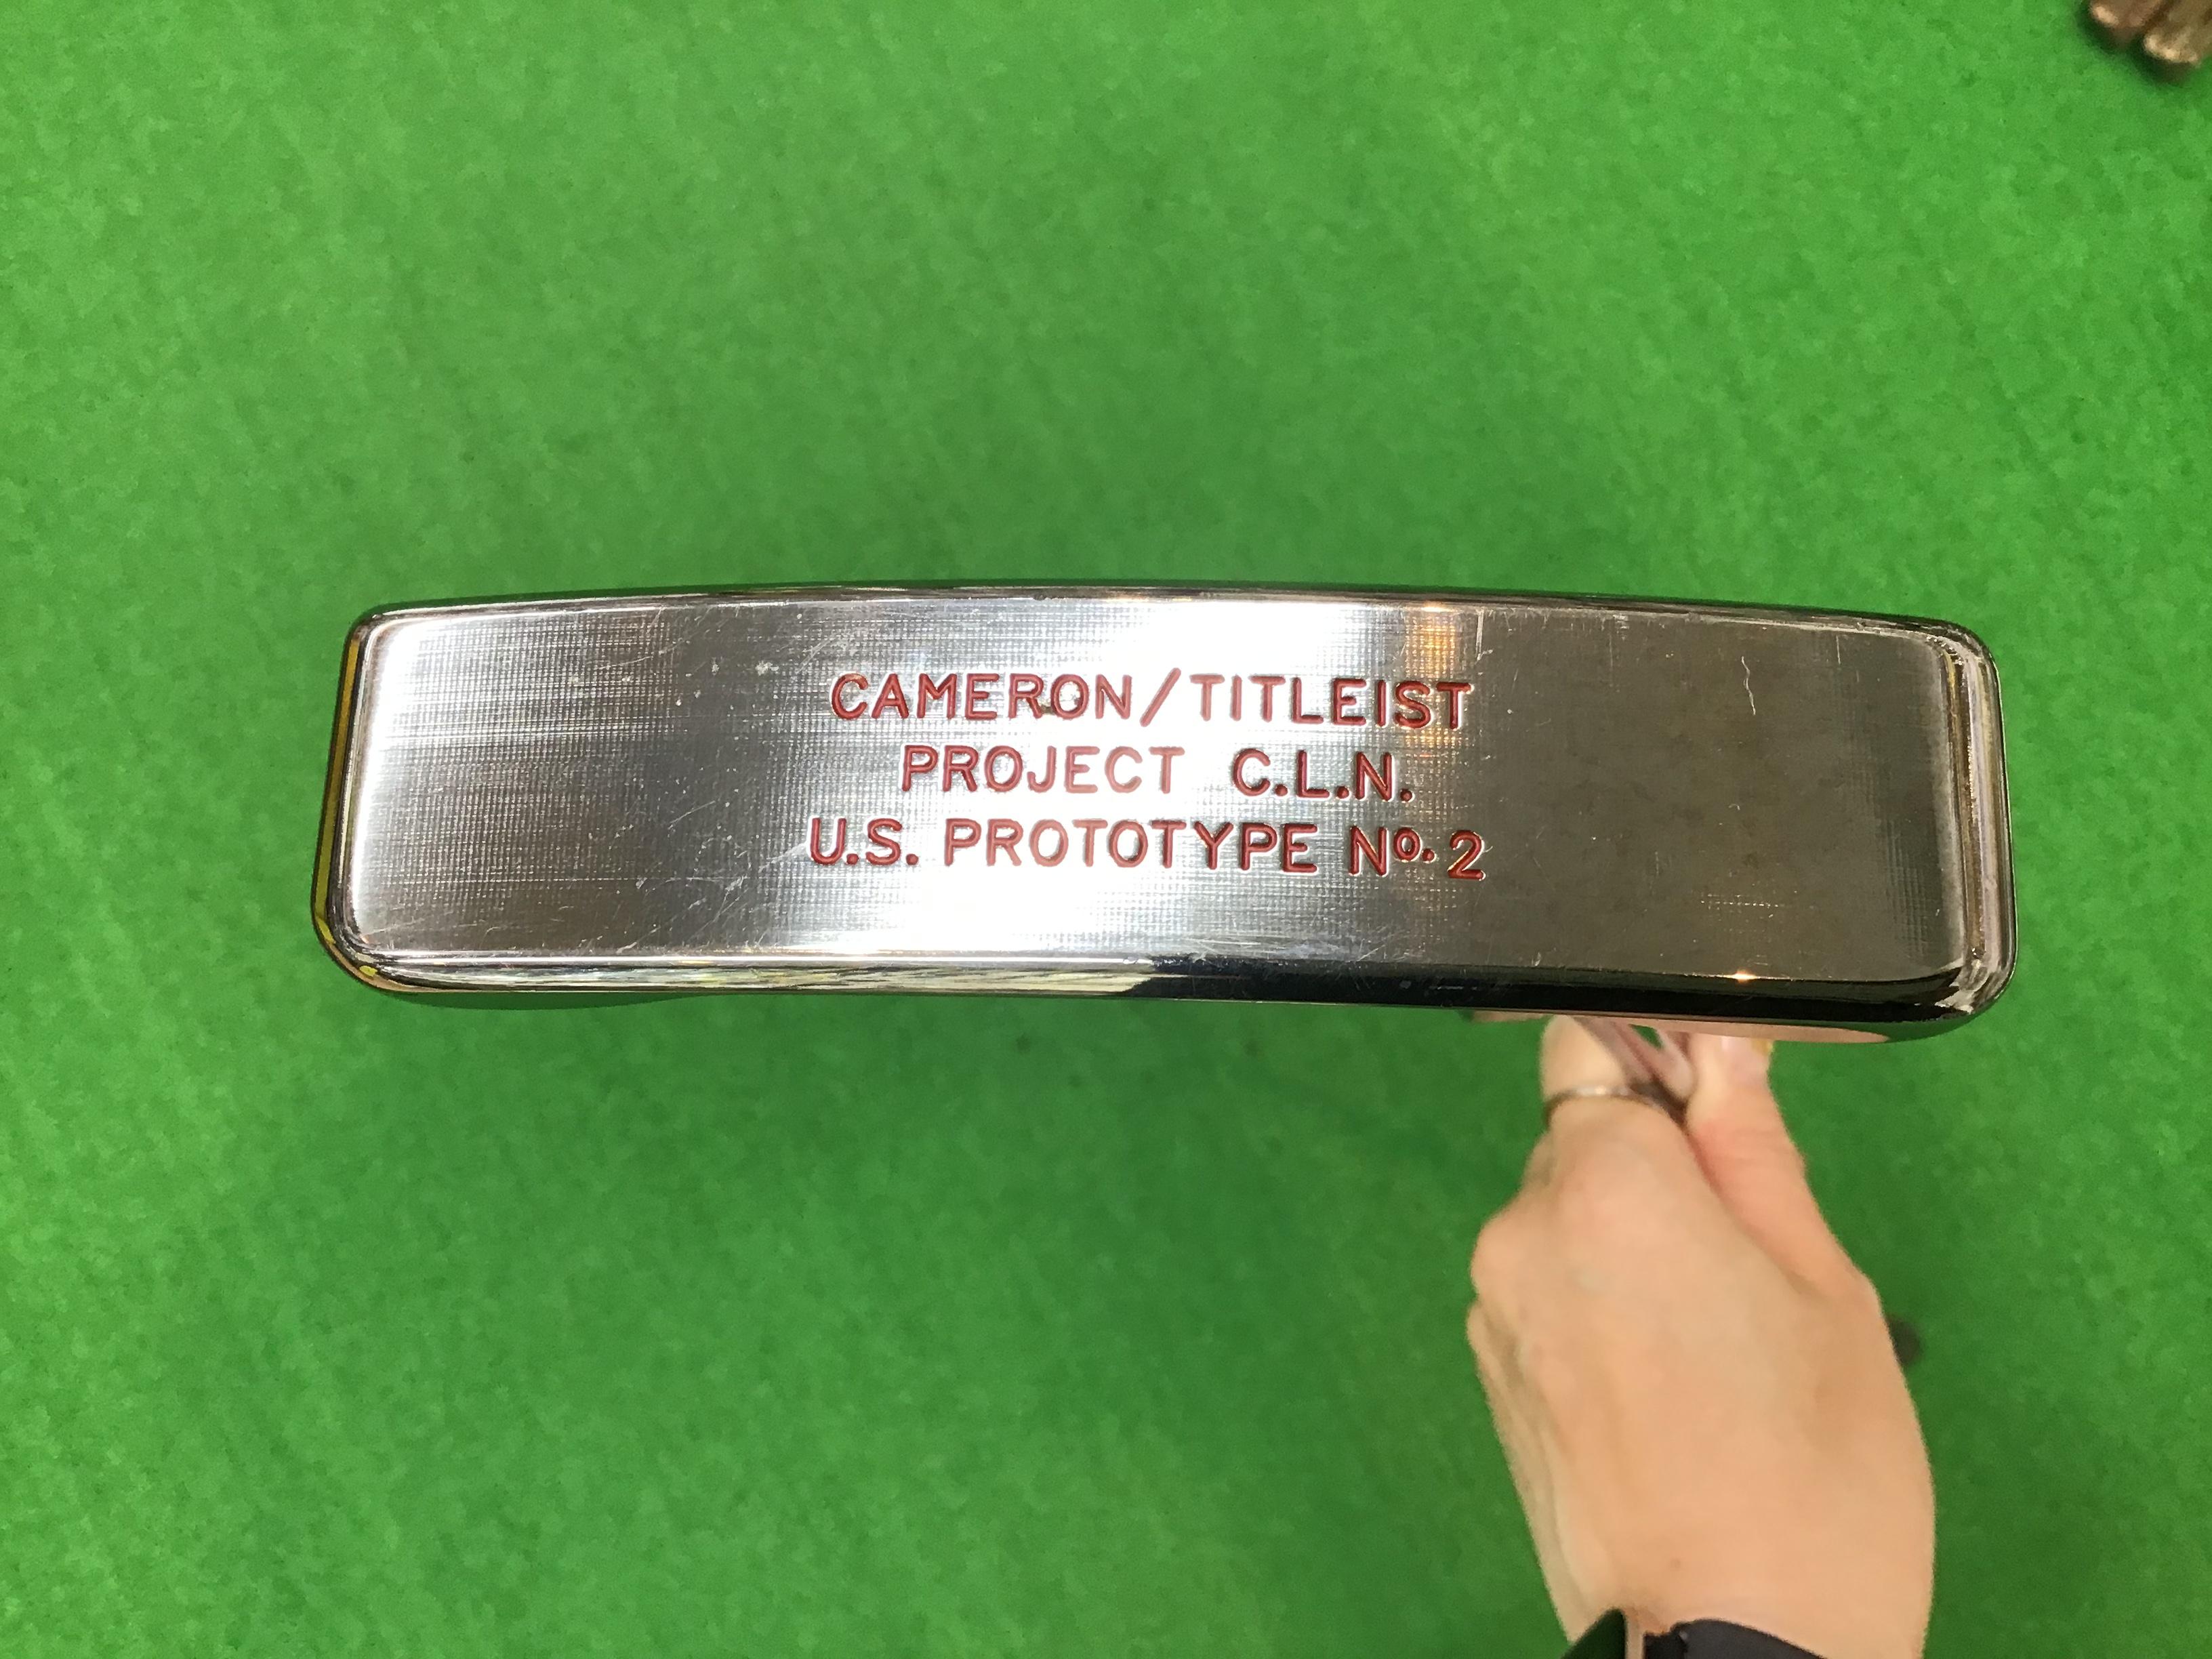 CAMERON/TITLEIST
PROJECT C.L.N.
U.S. PROTOTYPE Nº. 2